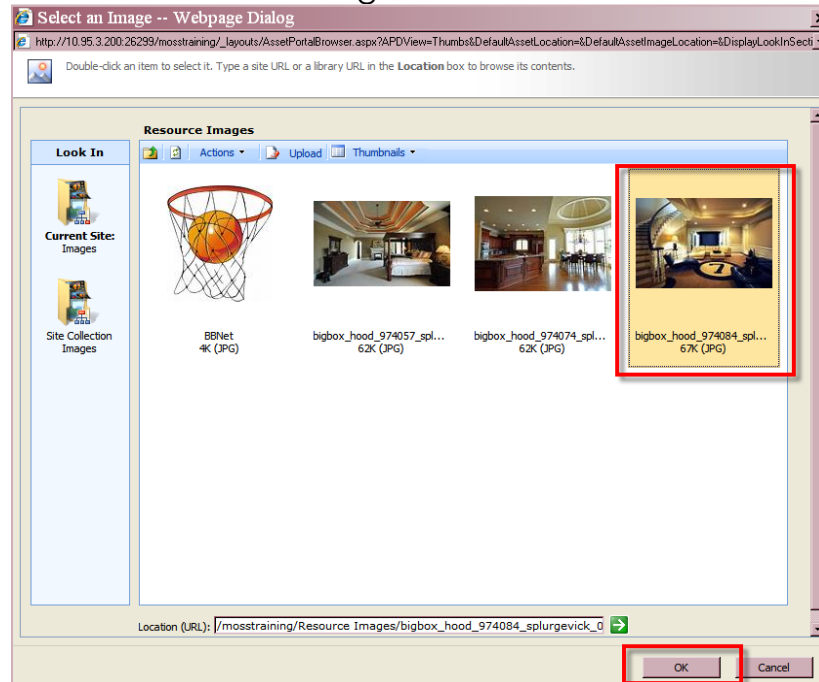 Select an Image -- Webpage Dialog
http://10.95.3.200:26299/mosstraining/_layouts/AssetPortalBrowser.aspx?APDView=Thumbs&DefaultAssetLocation=&DefaultAssetImageLocation=&DisplayLookInSecti
Double-click an item to select it. Type a site URL or a library URL in the Location box to browse its contents.
Resource Images
Look In
Actions
Upload
Thumbnails
Current Site:
Images
Site Collection
Images
BBNet
4K (JPG)
bigbox_hood_974057_spl...
62K (JPG)
bigbox_hood_974074_spl...
62K (JPG)
bigbox_hood_974084_spl...
67K (JPG)
Location (URL): /mosstraining/Resource Images/bigbox_hood_974084_splurgevick_0
OK
Cancel